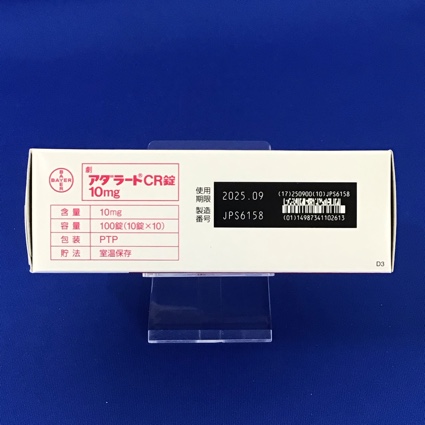 BAYER
BAYER
劇
アダラートCR錠
10mg
含量 10mg
容量 100錠(10錠×10)
包装 PTP
貯法 室温保存
使用期限 2025.09
製造番号 JPS6158
(17)250900(10)JPS6158
(01)14987341102613
D3